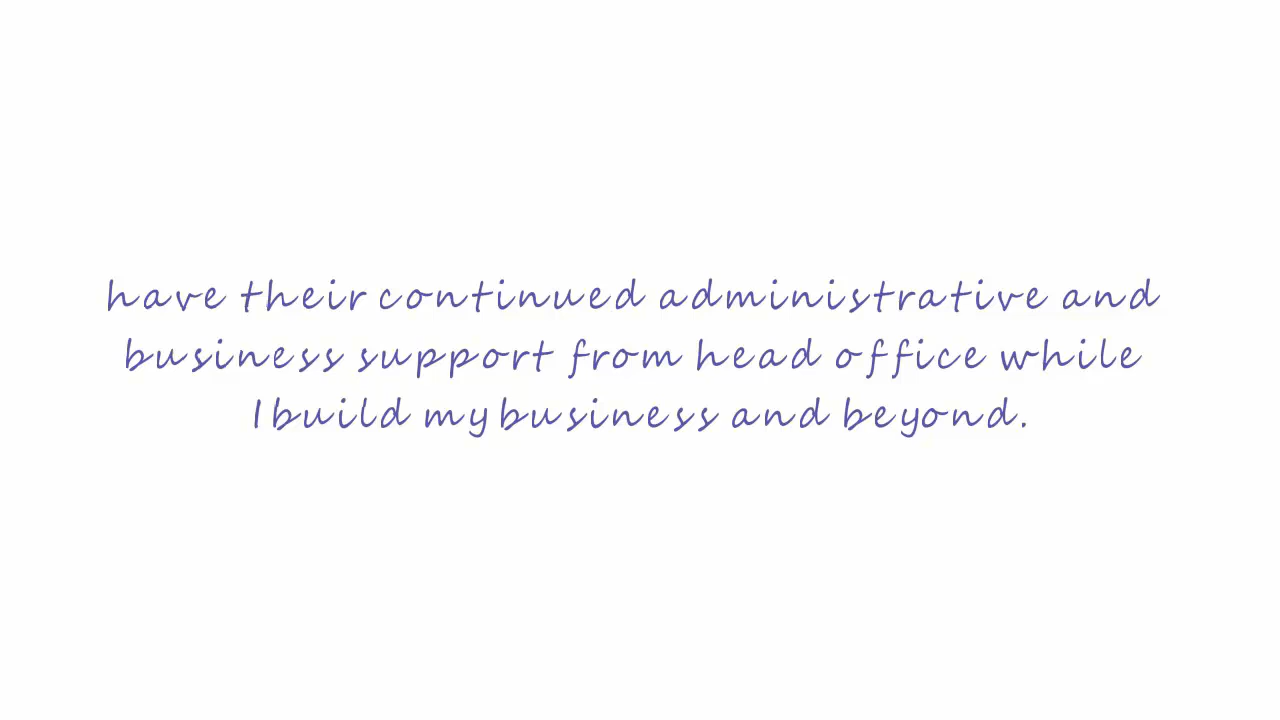 have their continued administrative and
business support from head office while
I build my business and beyond.